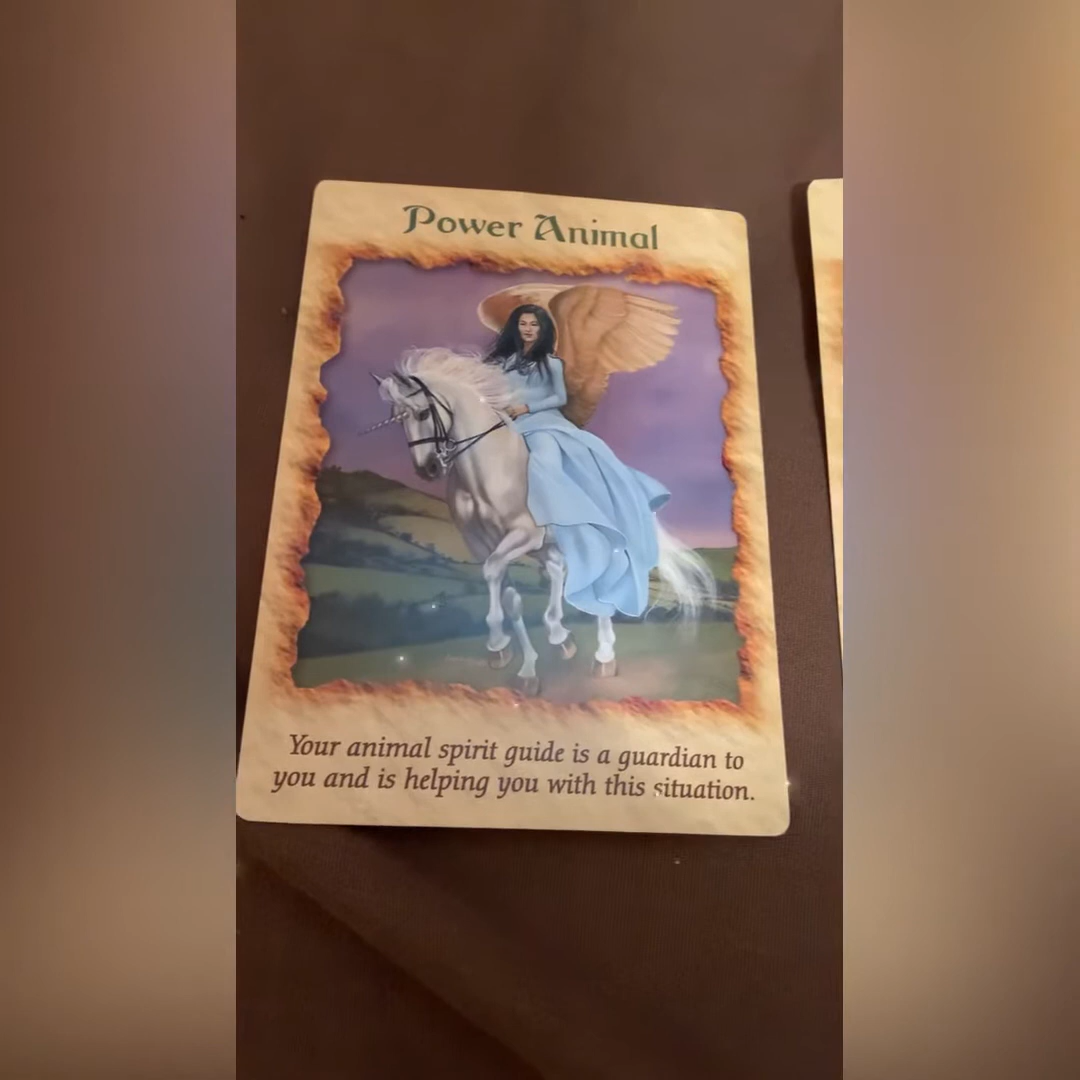 Power Animal
Your animal spirit guide is a guardian to
you and is helping you with this situation.